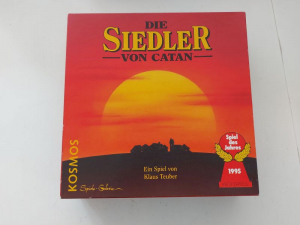 DIE
SIEDLER
VON CATAN
Spiel
des
Jahres
1995
Ein Spiel von
Klaus Teuber
KOSMOS